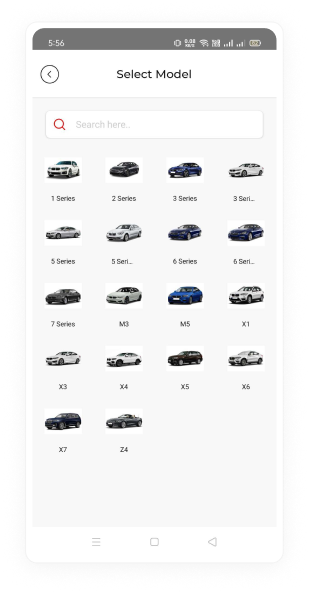 5:56
0.08
KB/S
Select Model
Search here..
1 Series
2 Series
3 Series
3 Seri...
5 Series
5 Seri...
6 Series
6 Seri...
7 Series
M3
M5
X1
X3
X4
X5
X6
X7
Z4